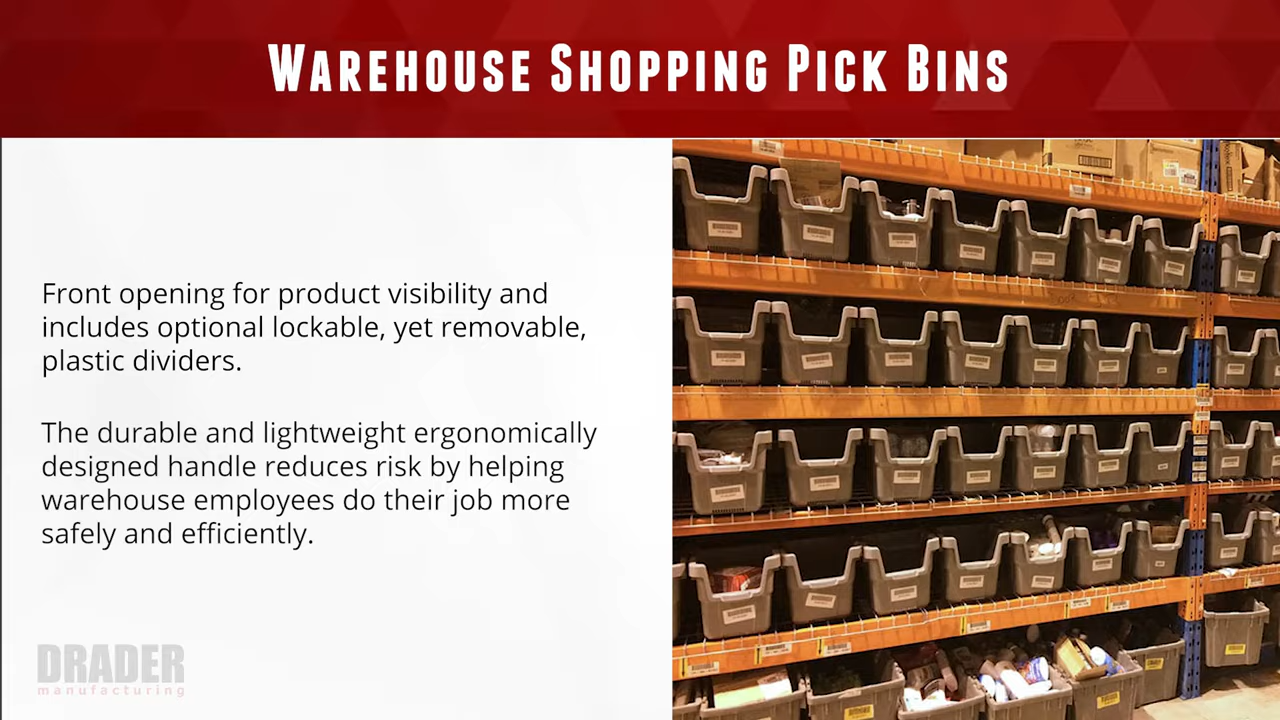 WAREHOUSE SHOPPING PICK BINS
Front opening for product visibility and
includes optional lockable, yet removable,
plastic dividers.
The durable and lightweight ergonomically
designed handle reduces risk by helping
warehouse employees do their job more
safely and efficiently.
DRADER
manufacturing